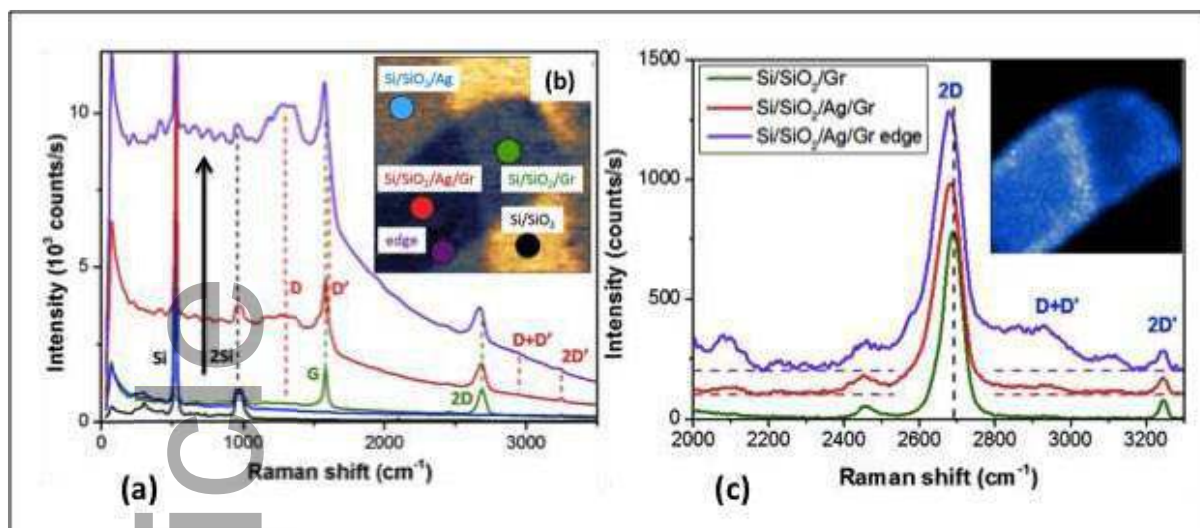 10
5
0
0
1000
2000
3000
Intensity (10³ counts/s)
Raman shift (cm⁻¹)
Si
2Si
D
D'
G
2D
D+D'
2D'
(a)
(b)
Si/SiO₂/Ag
Si/SiO₂/Ag/Gr
Si/SiO₂/Gr
edge
Si/SiO₂
1500
1000
500
0
2000
2200
2400
2600
2800
3000
3200
Intensity (counts/s)
Raman shift (cm⁻¹)
Si/SiO₂/Gr
Si/SiO₂/Ag/Gr
Si/SiO₂/Ag/Gr edge
2D
D+D'
2D'
(c)